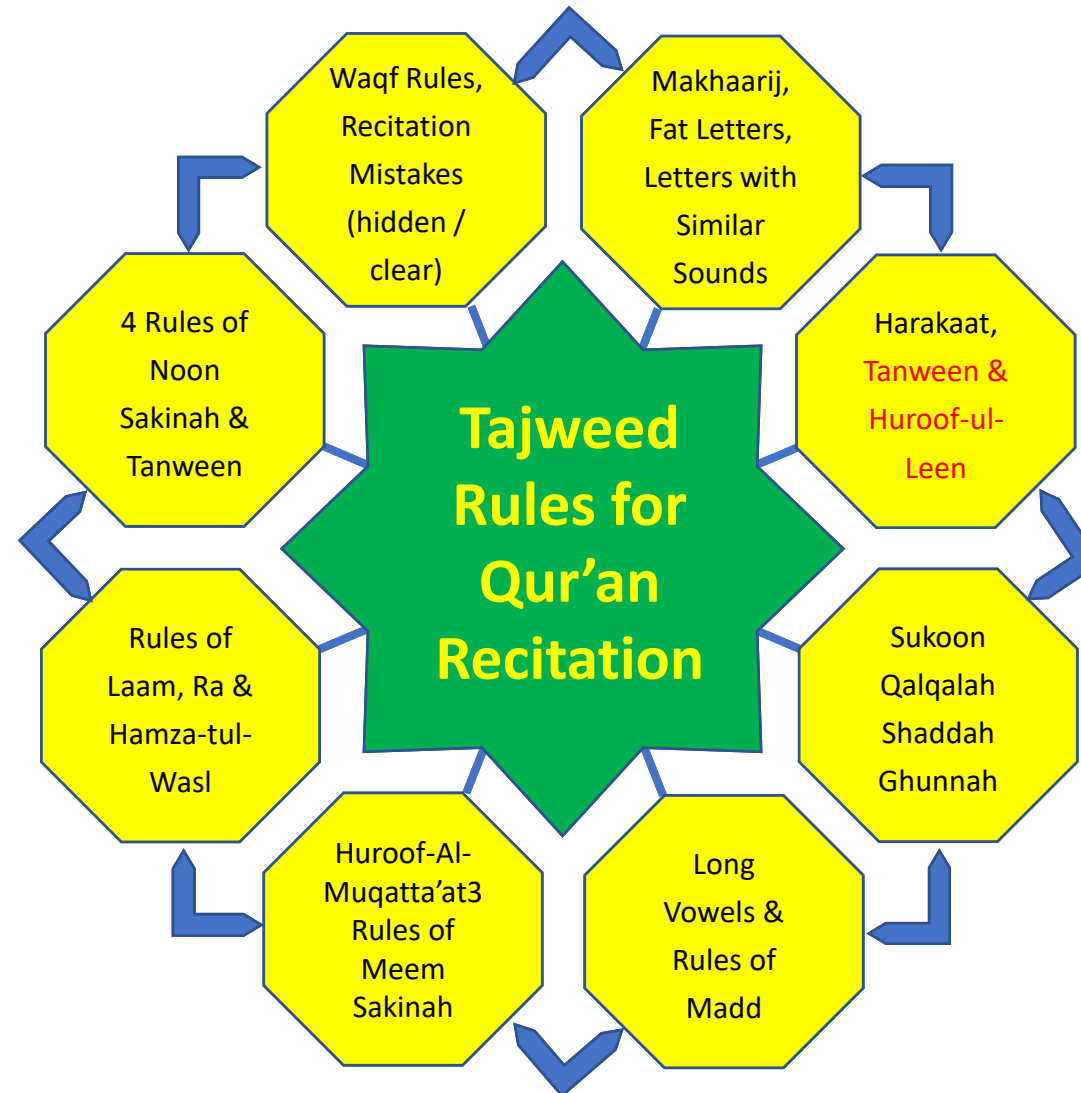 Tajweed
Rules for
Qur’an
Recitation
Makhaarij,
Fat Letters,
Letters with
Similar
Sounds
Harakaat,
Tanween &
Huroof-ul-
Leen
Sukoon
Qalqalah
Shaddah
Ghunnah
Long
Vowels &
Rules of
Madd
Huroof-Al-
Muqatta’at3
Rules of
Meem
Sakinah
Rules of
Laam, Ra &
Hamza-tul-
Wasl
4 Rules of
Noon
Sakinah &
Tanween
Waqf Rules,
Recitation
Mistakes
(hidden /
clear)